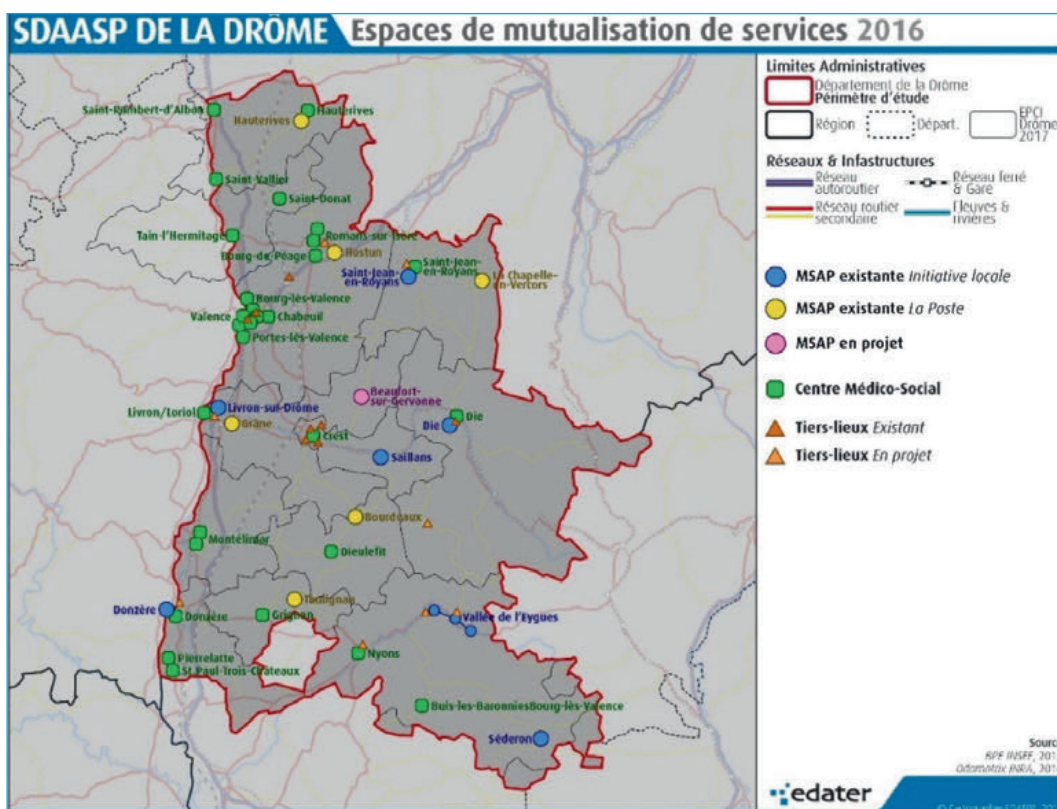 SDAASP DE LA DRÔME Espaces de mutualisation de services 2016
Limites Administratives
Département de la Drôme
Périmètre d'étude
Région
Départ.
EPCI
Drôme
2017
Réseaux & Infastructures
Réseau
autoroutier
Réseau ferré
& Gare
Réseau routier
secondaire
Fleuves &
rivières
MSAP existante Initiative locale
MSAP existante La Poste
MSAP en projet
Centre Médico-Social
Tiers-lieux Existant
Tiers-lieux En projet
Saint-Rambert-d'Albon
Hauterives
Hauterives
Saint-Vallier
Saint-Donat
Tain-l'Hermitage
Romans-sur-Isère
Bourg-de-Péage
Hostun
Saint-Jean-
en-Royans
Saint-Jean-
en-Royans
La Chapelle-
en-Vercors
Bourg-lès-Valence
Valence
Chabeuil
Portes-lès-Valence
Beaufort-
sur-Gervanne
Livron/Loriol
Livron-sur-Drôme
Grâne
Crest
Die
Die
Saillans
Bourdeaux
Montélimar
Dieulefit
Donzère
Donzère
Taulignan
Grignan
Vallée de l'Eygues
Pierrelatte
St Paul-Trois-Châteaux
Nyons
Buis-les-BaronniesBourg-lès-Valence
Séderon
Sourc
edater